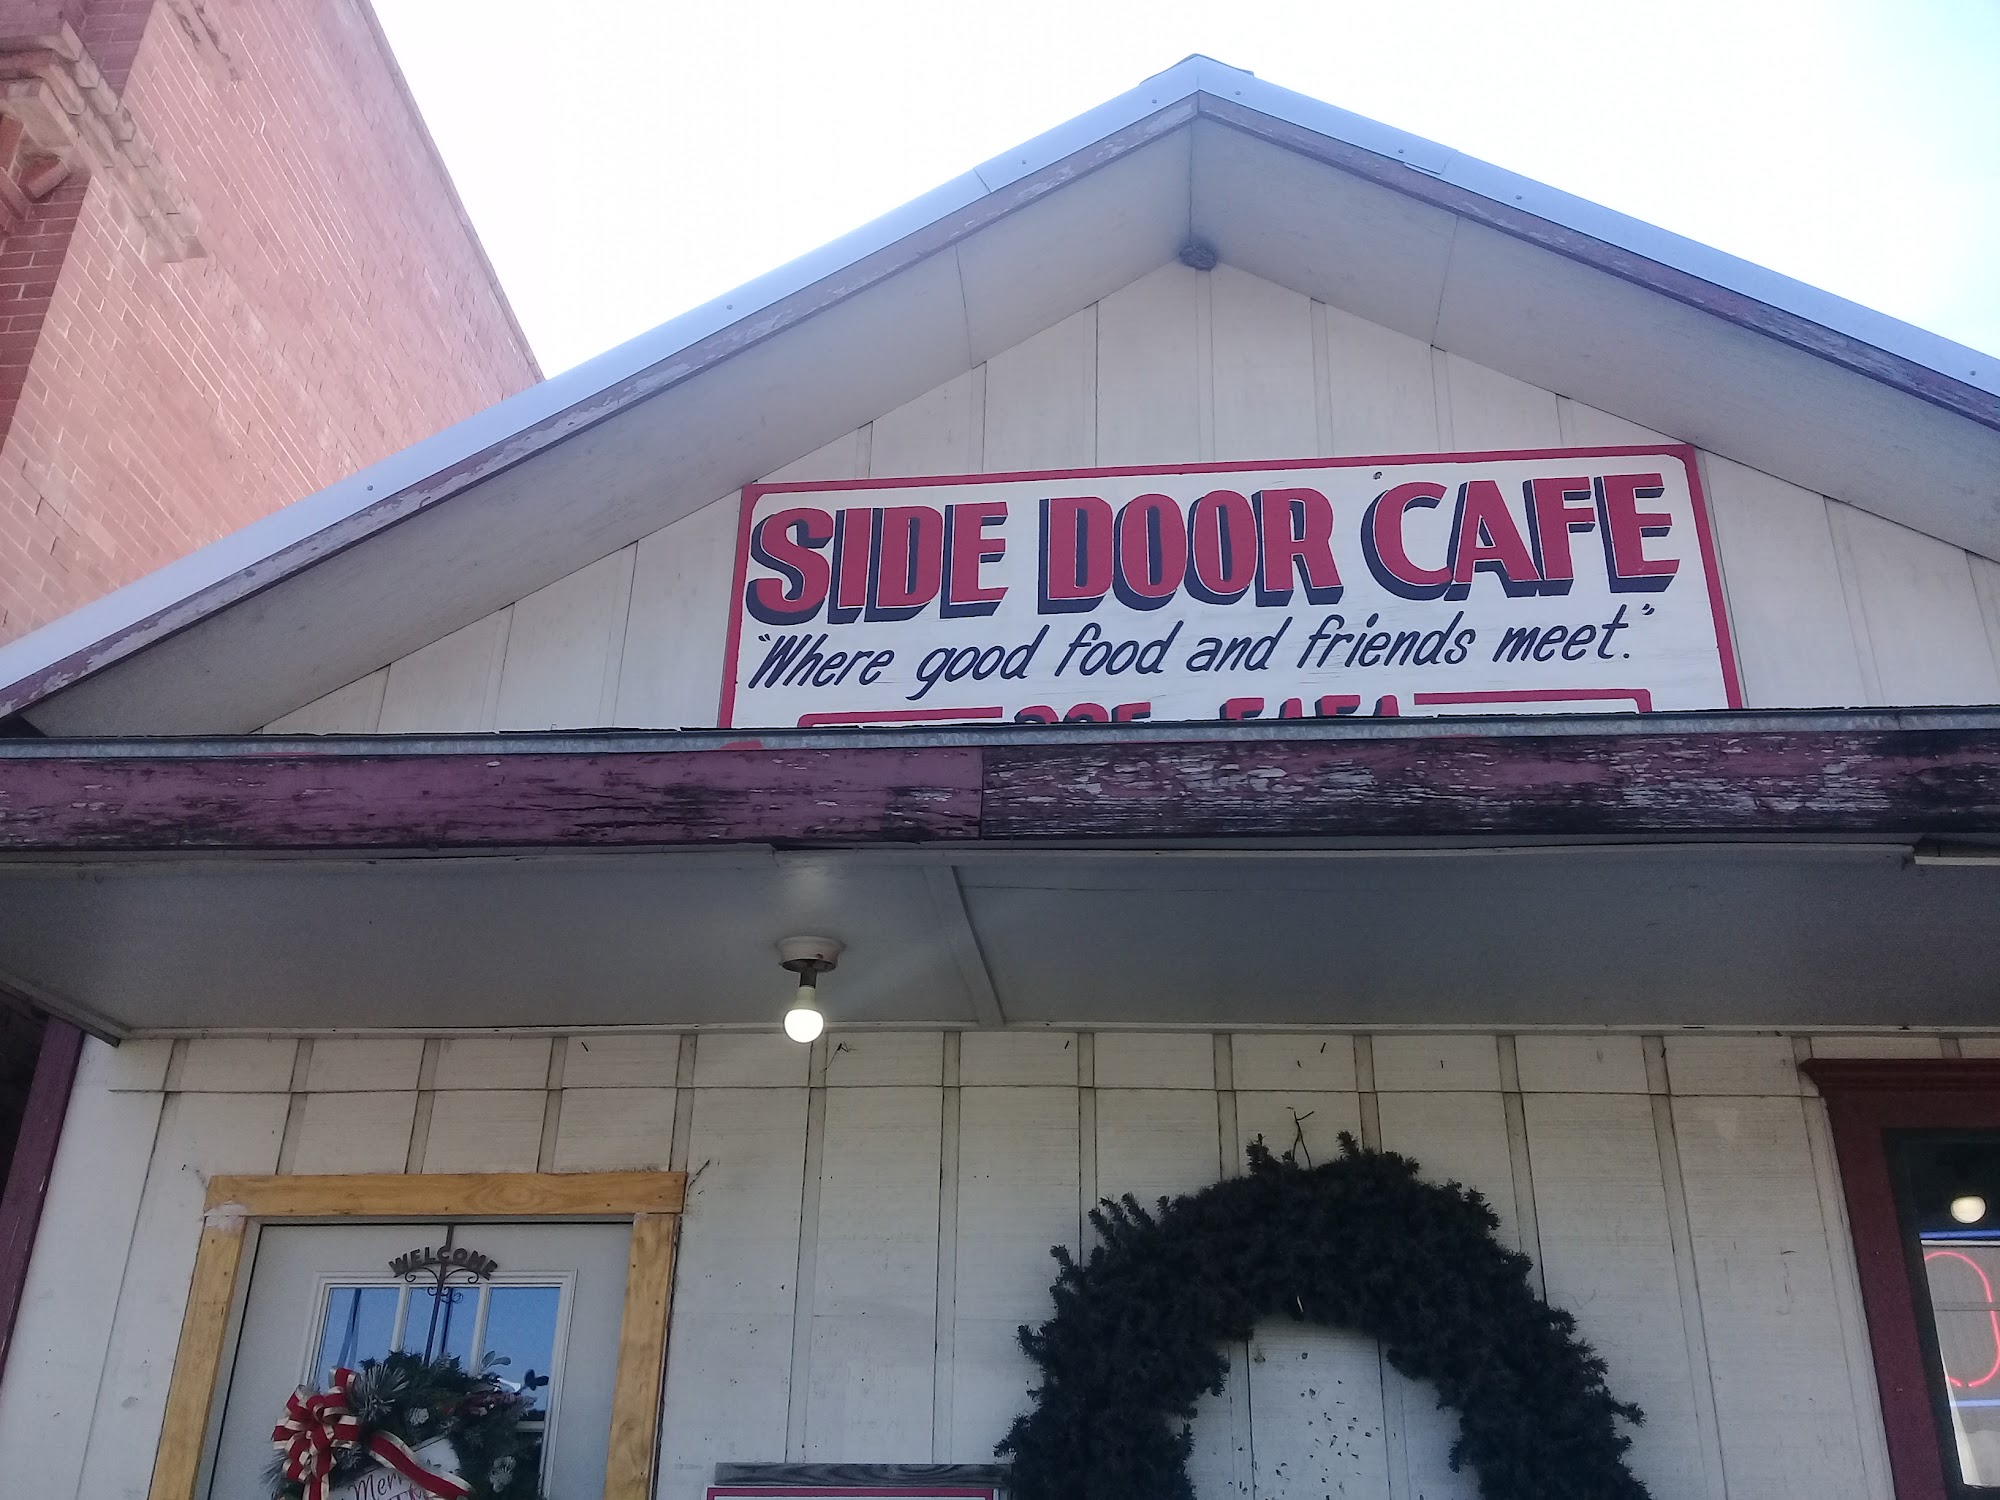 SIDE DOOR CAFE
"Where good food and friends meet."
WELCOME